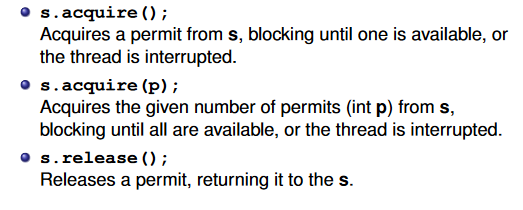 s.acquire();
Acquires a permit from s, blocking until one is available, or
the thread is interrupted.
s.acquire(p);
Acquires the given number of permits (int p) from s,
blocking until all are available, or the thread is interrupted.
s.release();
Releases a permit, returning it to the s.